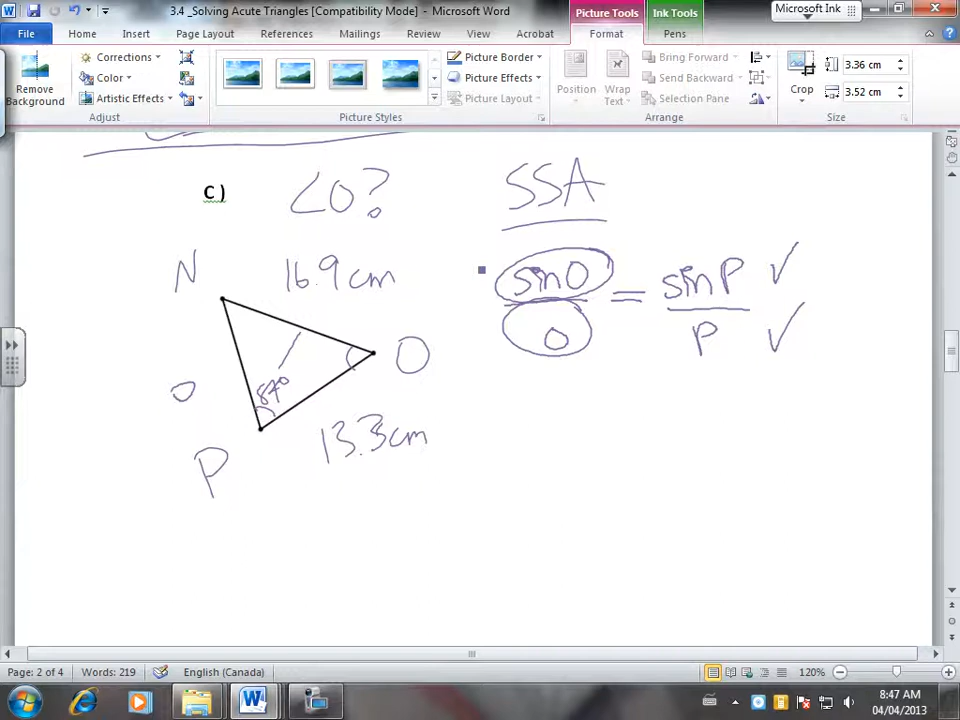 3.4 _Solving Acute Triangles [Compatibility Mode] - Microsoft Word
Picture Tools
Ink Tools
Microsoft Ink
File Home Insert Page Layout References Mailings Review View Acrobat Format Pens
Remove Background
Corrections
Color
Artistic Effects
Adjust
Picture Styles
Picture Border
Picture Effects
Picture Layout
Position
Wrap Text
Bring Forward
Send Backward
Selection Pane
Arrange
Crop
3.36 cm
3.52 cm
Size
C) <O? SSA
N 16.9cm
sinO = sinP ✓
o p ✓
O
o
87°
13.3cm
P
Page: 2 of 4 Words: 219 English (Canada) 120%
8:47 AM
04/04/2013